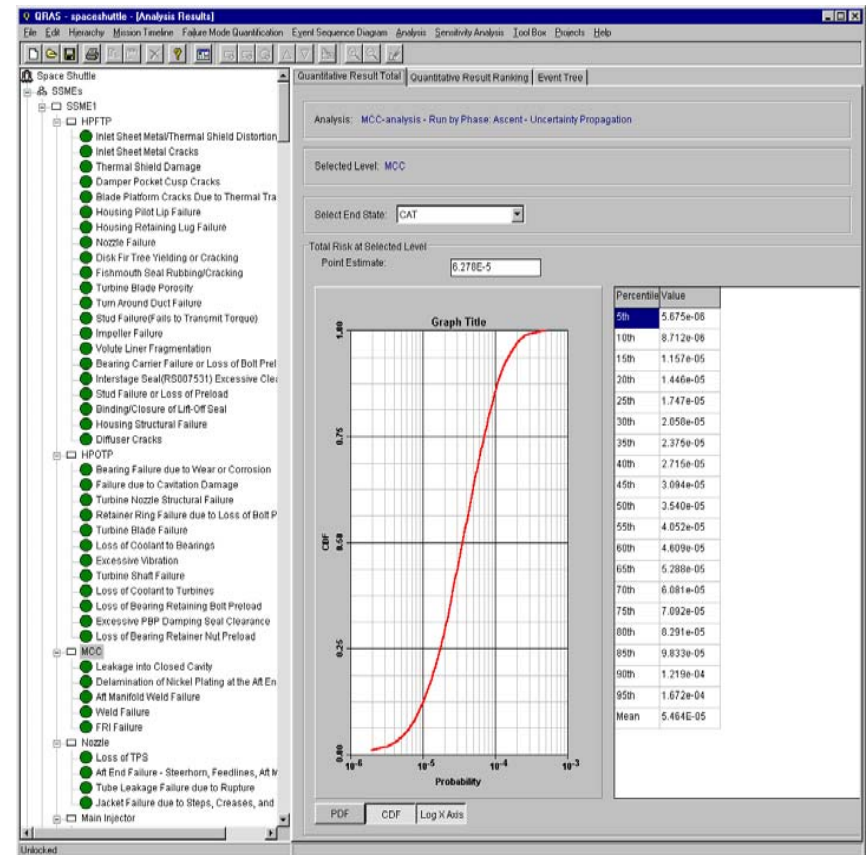 QRAS - spaceshuttle - [Analysis Results]
File Edit Hierarchy Mission Timeline Failure Mode Quantification Event Sequence Diagram Analysis Sensitivity Analysis Tool Box Projects Help
Space Shuttle
SSMEs
SSME1
HPFTP
Inlet Sheet Metal/Thermal Shield Distortion
Inlet Sheet Metal Cracks
Thermal Shield Damage
Damper Pocket Cusp Cracks
Blade Platform Cracks Due to Thermal Tra
Housing Pilot Lip Failure
Housing Retaining Lug Failure
Nozzle Failure
Disk Fir Tree Yielding or Cracking
Fishmouth Seal Rubbing/Cracking
Turbine Blade Porosity
Turn Around Duct Failure
Stud Failure(Fails to Transmit Torque)
Impeller Failure
Volute Liner Fragmentation
Bearing Carrier Failure or Loss of Bolt Prel
Interstage Seal(RS007531) Excessive Clea
Stud Failure or Loss of Preload
Binding/Closure of Lift-Off Seal
Housing Structural Failure
Diffuser Cracks
HPOTP
Bearing Failure due to Wear or Corrosion
Failure due to Cavitation Damage
Turbine Nozzle Structural Failure
Retainer Ring Failure due to Loss of Bolt P
Turbine Blade Failure
Loss of Coolant to Bearings
Excessive Vibration
Turbine Shaft Failure
Loss of Coolant to Turbines
Loss of Bearing Retaining Bolt Preload
Excessive PBP Damping Seal Clearance
Loss of Bearing Retainer Nut Preload
MCC
Leakage into Closed Cavity
Delamination of Nickel Plating at the Aft En
Aft Manifold Weld Failure
Weld Failure
FRI Failure
Nozzle
Loss of TPS
Aft End Failure - Steerhorn, Feedlines, Aft M
Tube Leakage Failure due to Rupture
Jacket Failure due to Steps, Creases, and
Main Injector
Unlocked
Quantitative Result Total Quantitative Result Ranking Event Tree
Analysis: MCC-analysis - Run by Phase: Ascent - Uncertainty Propagation
Selected Level: MCC
Select End State: CAT
Total Risk at Selected Level
Point Estimate: 6.278E-5
Graph Title
CDF
1.00
0.75
0.50
0.25
0.00
10-6 10-5 10-4 10-3
Probability
PDF CDF Log X Axis
Percentile Value
5th 5.675e-06
10th 8.712e-06
15th 1.157e-05
20th 1.446e-05
25th 1.747e-05
30th 2.058e-05
35th 2.375e-05
40th 2.715e-05
45th 3.094e-05
50th 3.540e-05
55th 4.052e-05
60th 4.609e-05
65th 5.288e-05
70th 6.081e-05
75th 7.092e-05
80th 8.291e-05
85th 9.833e-05
90th 1.219e-04
95th 1.672e-04
Mean 5.464E-05